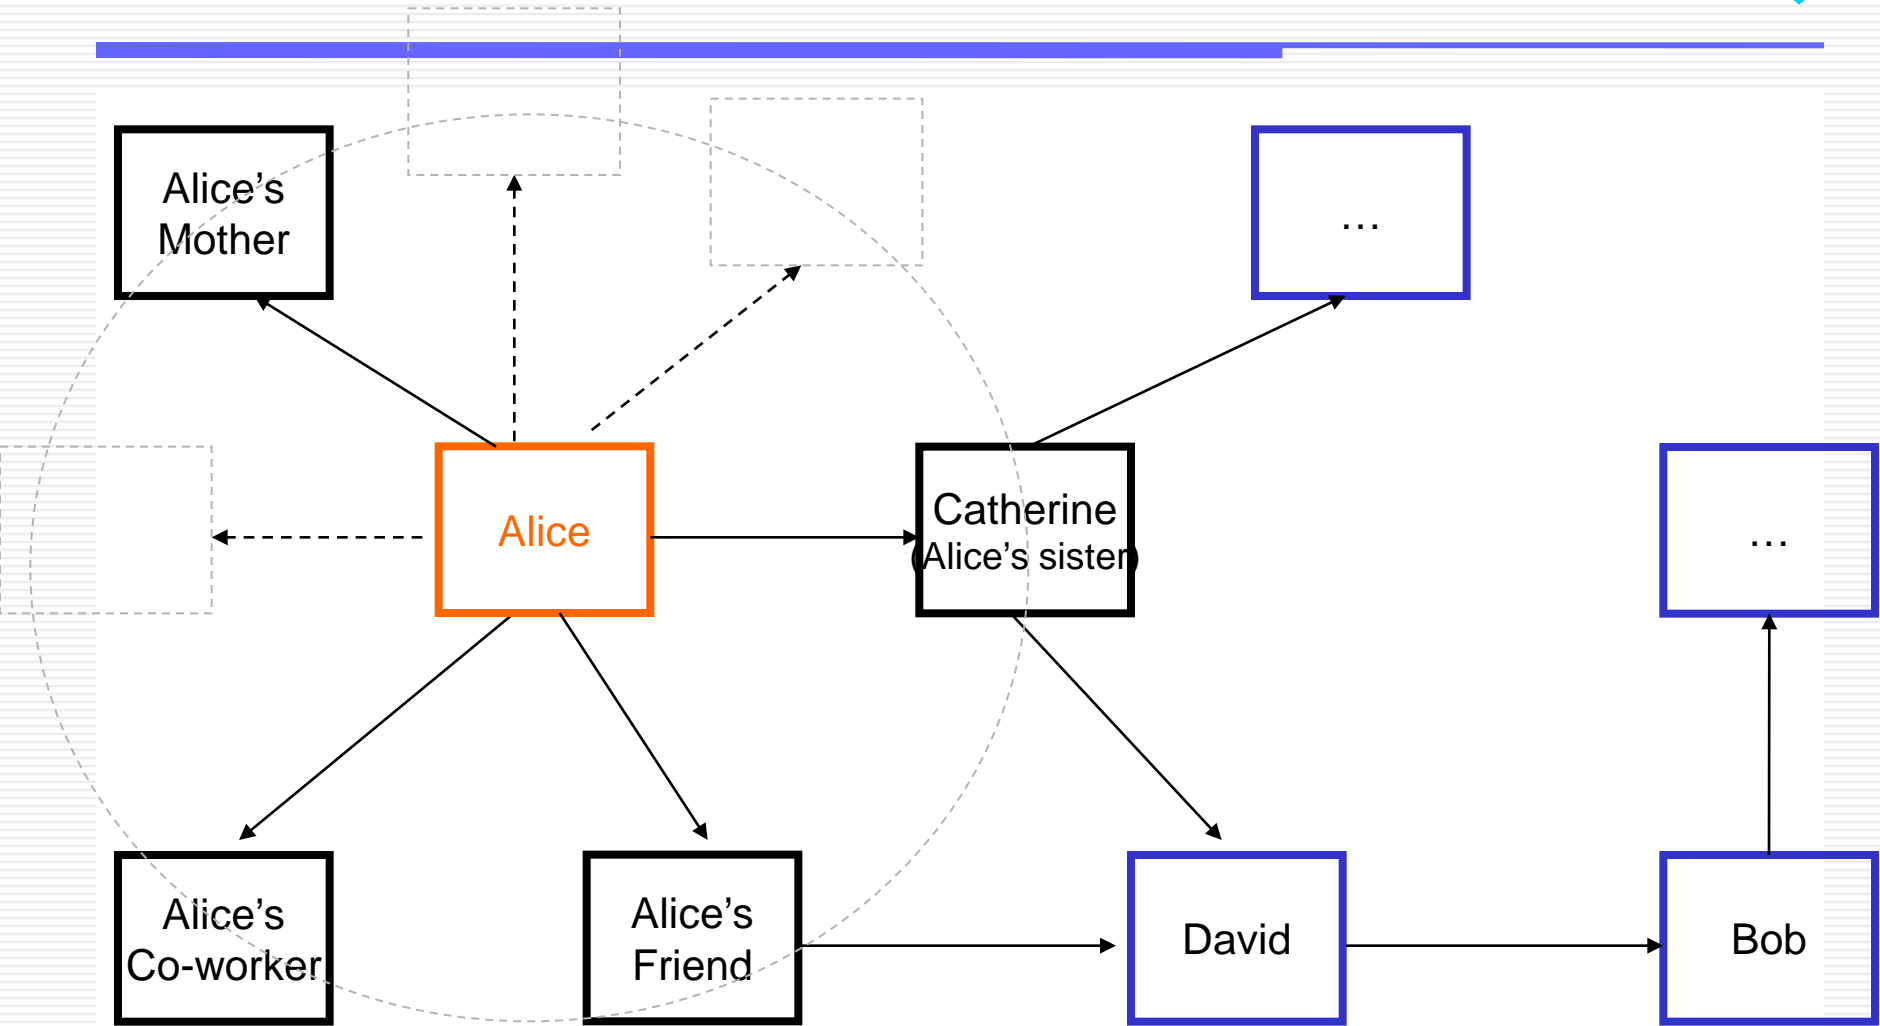 Alice’s
Mother
…
Alice
Catherine
(Alice’s sister)
…
Alice’s
Co-worker
Alice’s
Friend
David
Bob